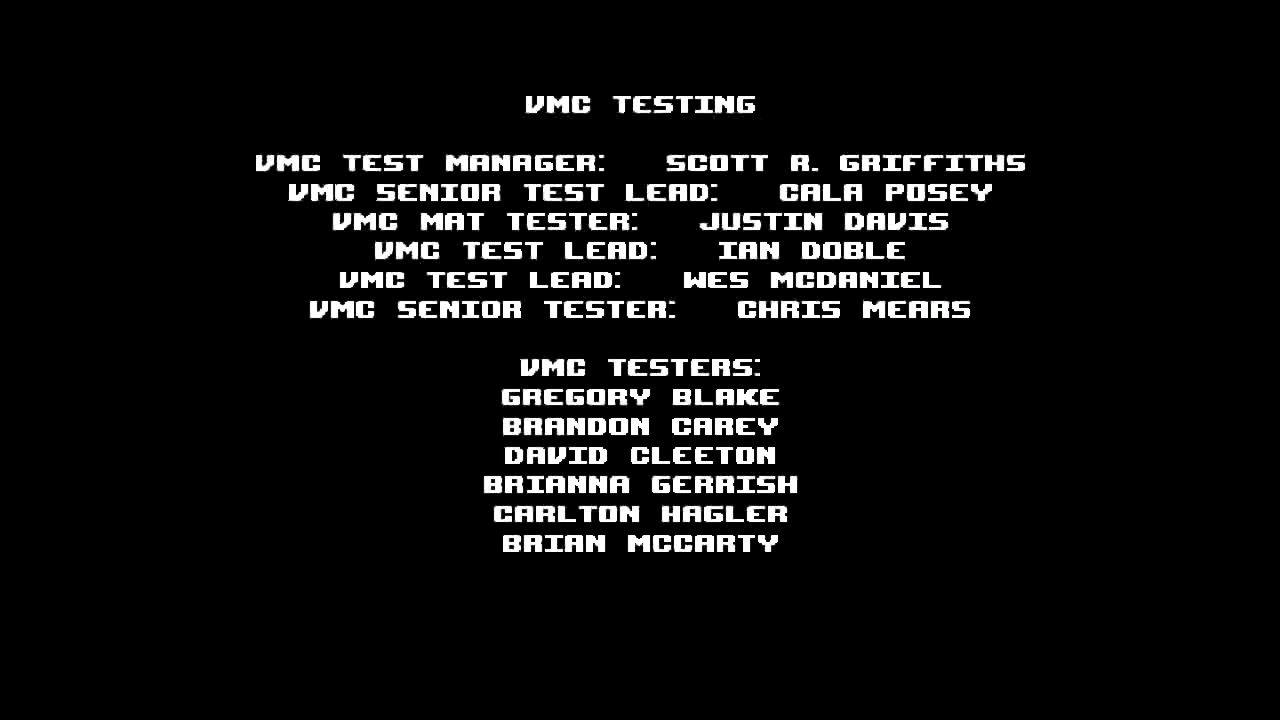 VMC TESTING
VMC TEST MANAGER: SCOTT R. GRIFFITHS
VMC SENIOR TEST LEAD: CALA POSEY
VMC MAT TESTER: JUSTIN DAVIS
VMC TEST LEAD: IAN DOBLE
VMC TEST LEAD: WES MCDANIEL
VMC SENIOR TESTER: CHRIS MEARS
VMC TESTERS:
GREGORY BLAKE
BRANDON CAREY
DAVID CLEETON
BRIANNA GERRISH
CARLTON HAGLER
BRIAN MCCARTY